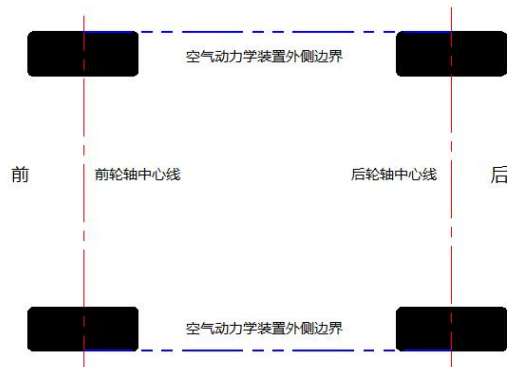 空气动力学装置外侧边界
前
前轮轴中心线
后轮轴中心线
后
空气动力学装置外侧边界